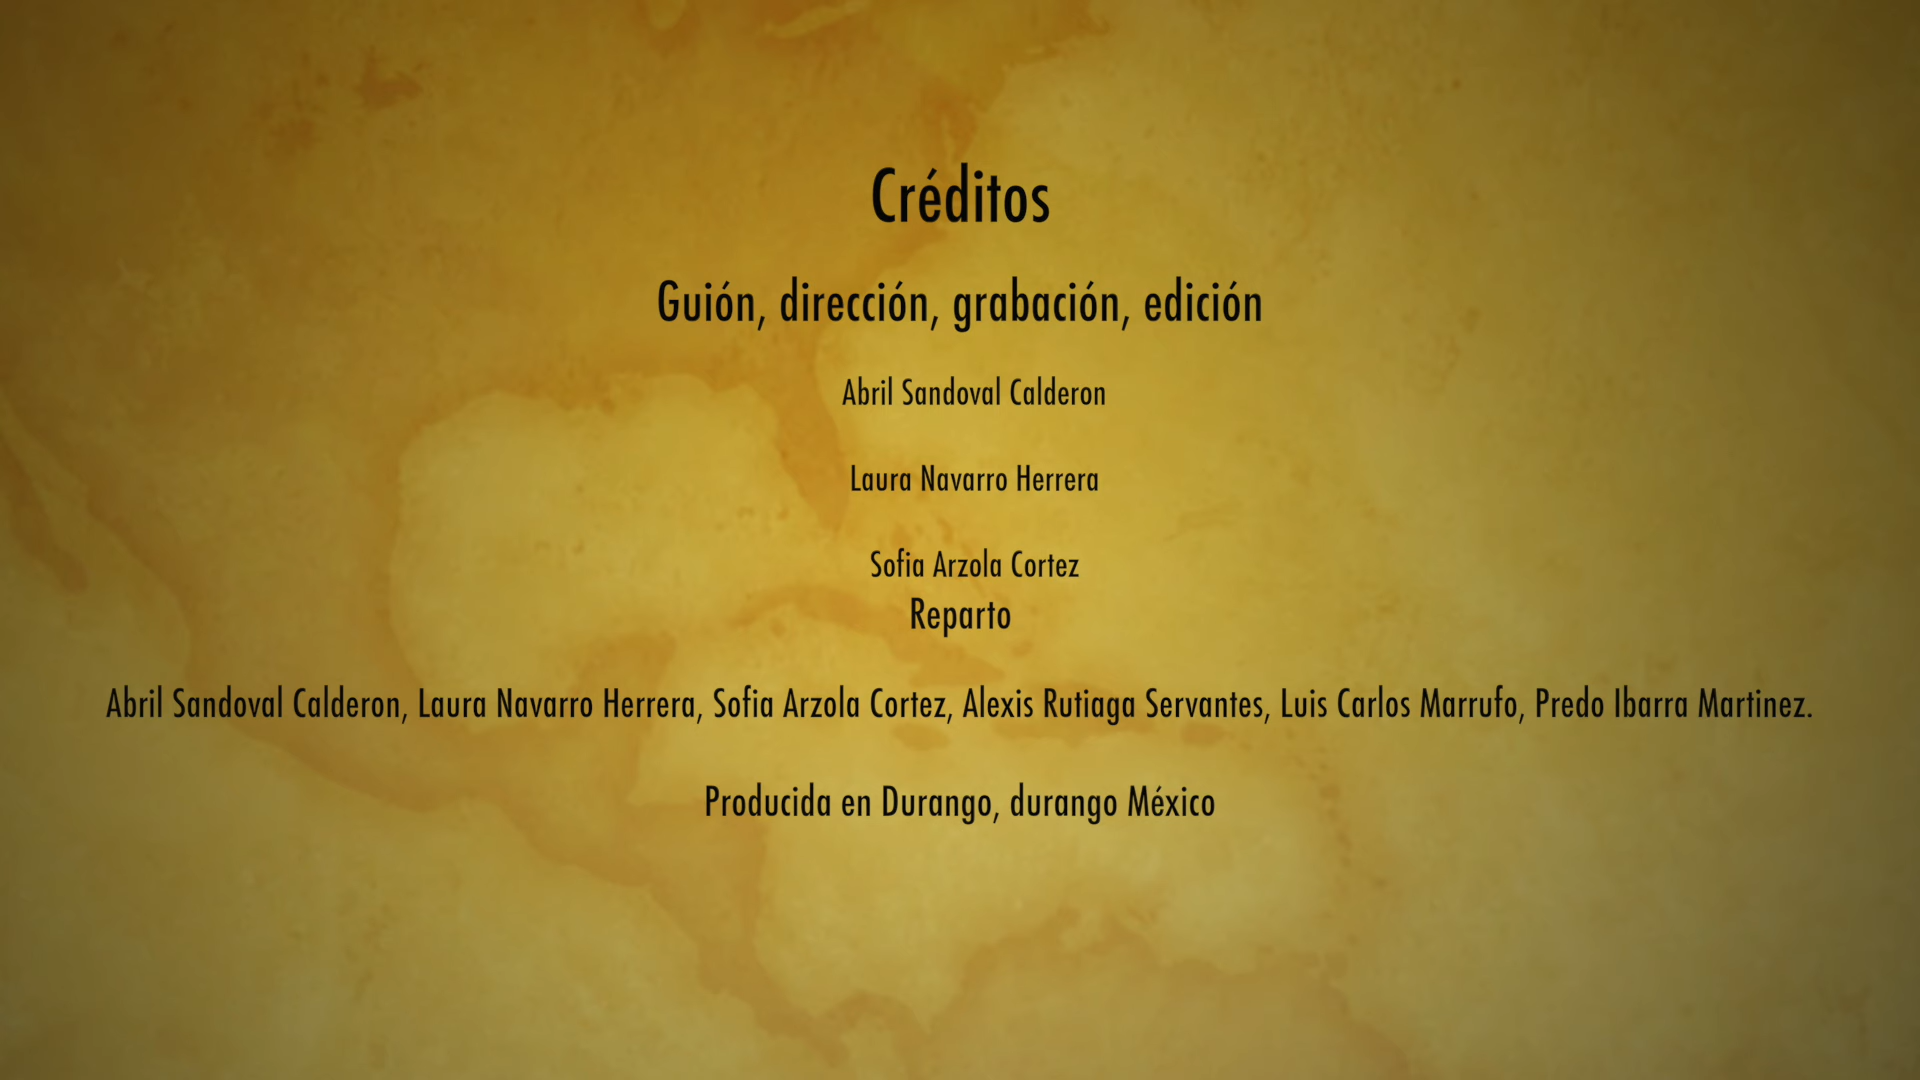 Créditos
Guión, dirección, grabación, edición
Abril Sandoval Calderon
Laura Navarro Herrera
Sofia Arzola Cortez
Reparto
Abril Sandoval Calderon, Laura Navarro Herrera, Sofia Arzola Cortez, Alexis Rutiaga Servantes, Luis Carlos Marrufo, Predo Ibarra Martinez.
Producida en Durango, durango México